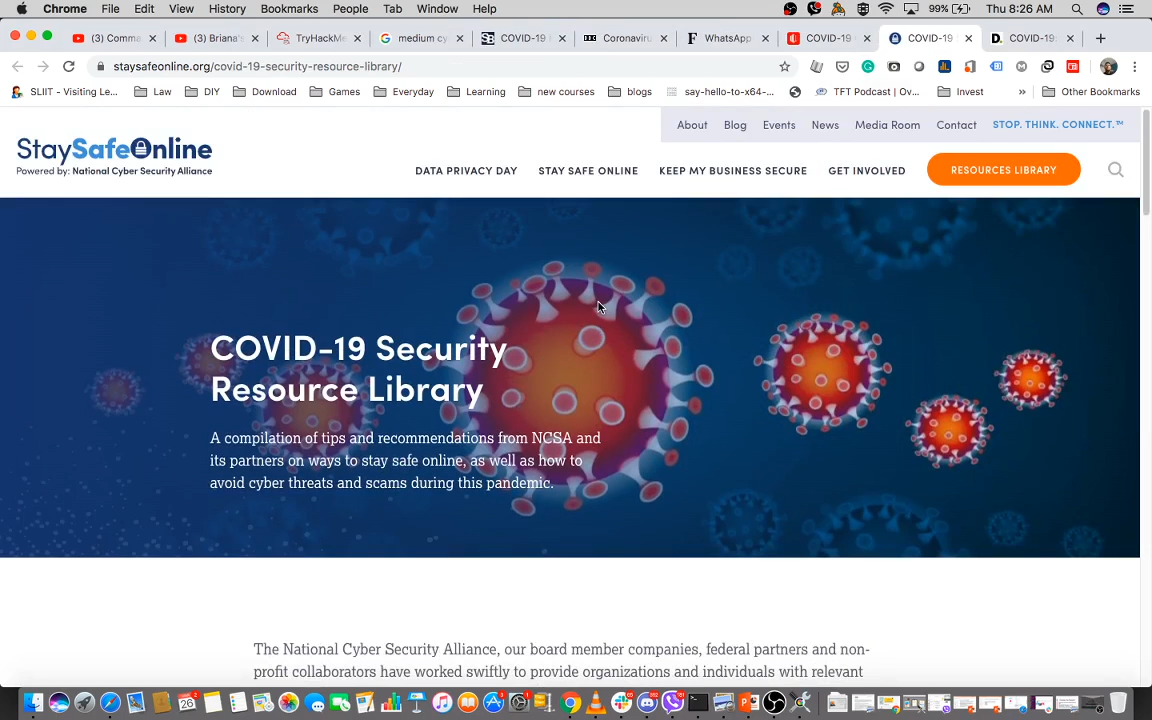 Chrome File Edit View History Bookmarks People Tab Window Help 99% Thu 8:26 AM
(3) Comma (3) Briana's TryHackMe medium cy COVID-19 Coronaviru WhatsApp COVID-19 COVID-19 D. COVID-19
staysafeonline.org/covid-19-security-resource-library/
SLIIT - Visiting Le... Law DIY Download Games Everyday Learning new courses blogs say-hello-to-x64-... TFT Podcast | Ov... Invest » Other Bookmarks
About Blog Events News Media Room Contact STOP. THINK. CONNECT.™
StaySafeOnline
Powered by: National Cyber Security Alliance
DATA PRIVACY DAY STAY SAFE ONLINE KEEP MY BUSINESS SECURE GET INVOLVED RESOURCES LIBRARY
COVID-19 Security
Resource Library
A compilation of tips and recommendations from NCSA and
its partners on ways to stay safe online, as well as how to
avoid cyber threats and scams during this pandemic.
The National Cyber Security Alliance, our board member companies, federal partners and non-
profit collaborators have worked swiftly to provide organizations and individuals with relevant
26